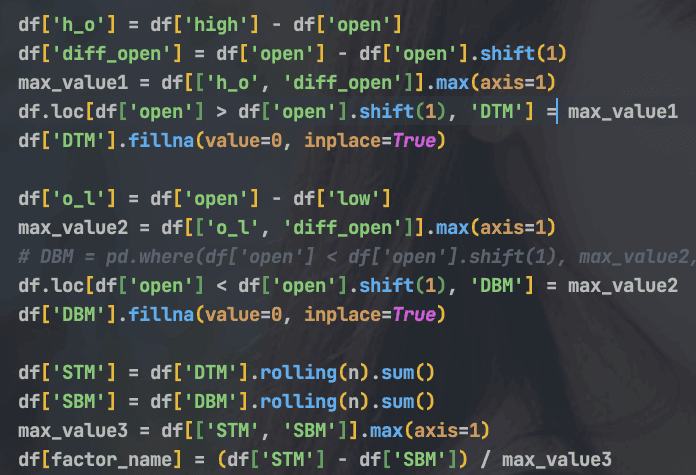 df['h_o'] = df['high'] - df['open']
df['diff_open'] = df['open'] - df['open'].shift(1)
max_value1 = df[['h_o', 'diff_open']].max(axis=1)
df.loc[df['open'] > df['open'].shift(1), 'DTM'] = max_value1
df['DTM'].fillna(value=0, inplace=True)
df['o_l'] = df['open'] - df['low']
max_value2 = df[['o_l', 'diff_open']].max(axis=1)
# DBM = pd.where(df['open'] < df['open'].shift(1), max_value2,
df.loc[df['open'] < df['open'].shift(1), 'DBM'] = max_value2
df['DBM'].fillna(value=0, inplace=True)
df['STM'] = df['DTM'].rolling(n).sum()
df['SBM'] = df['DBM'].rolling(n).sum()
max_value3 = df[['STM', 'SBM']].max(axis=1)
df[factor_name] = (df['STM'] - df['SBM']) / max_value3